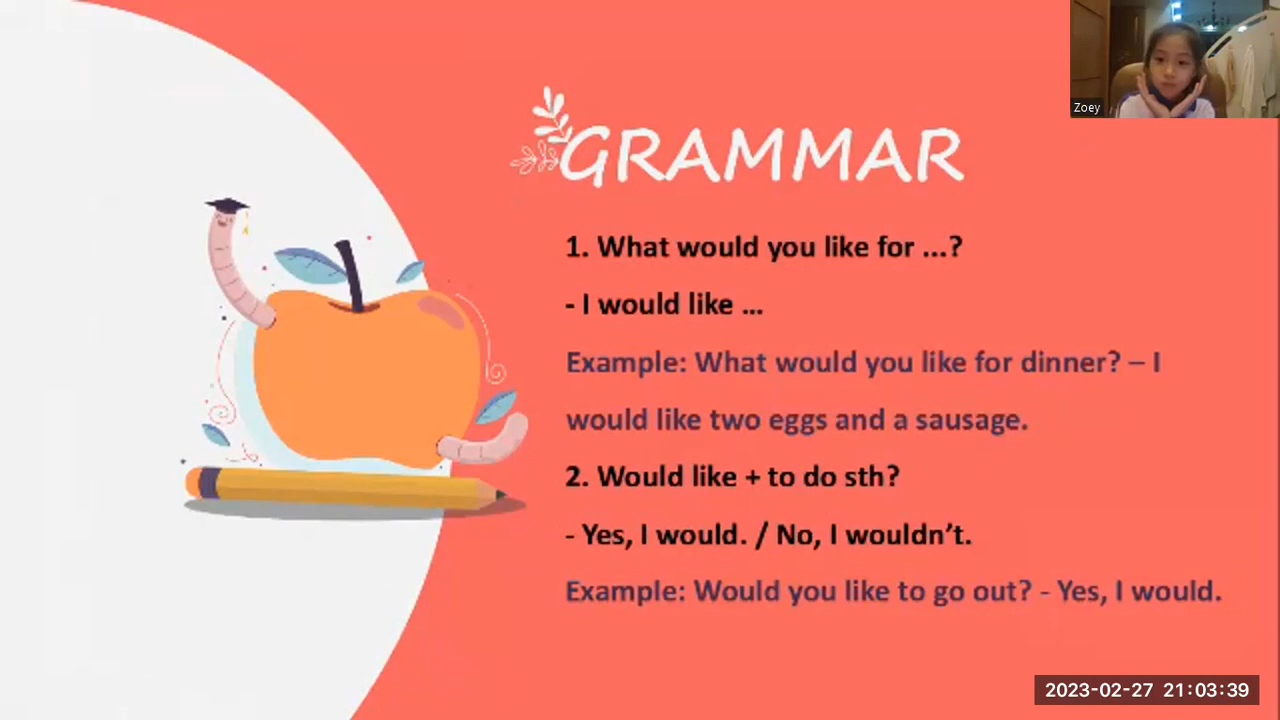 Zoey
GRAMMAR
1. What would you like for ...?
- I would like ...
Example: What would you like for dinner? – I
would like two eggs and a sausage.
2. Would like + to do sth?
- Yes, I would. / No, I wouldn’t.
Example: Would you like to go out? - Yes, I would.
2023-02-27 21:03:39